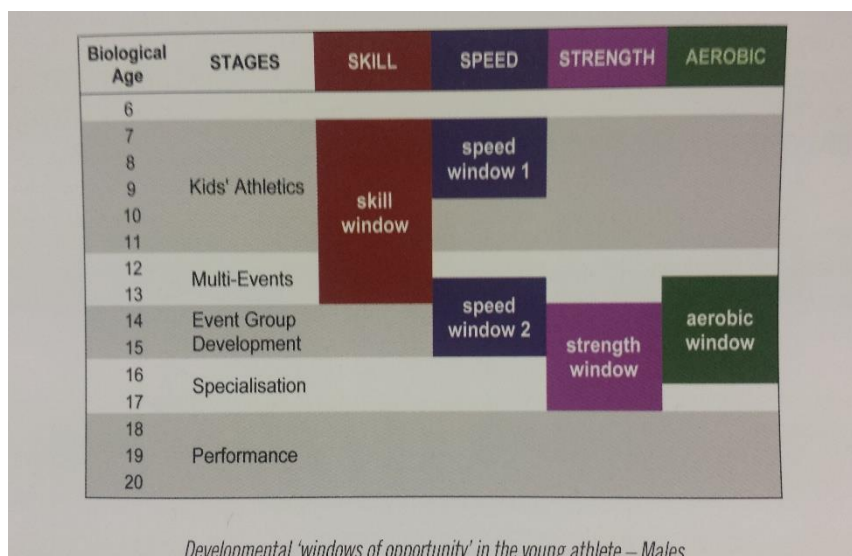 Biological Age
STAGES
SKILL
SPEED
STRENGTH
AEROBIC
6
7
8
9
10
11
Kids' Athletics
skill
window
speed
window 1
12
13
Multi-Events
speed
window 2
14
15
Event Group
Development
strength
window
aerobic
window
16
17
Specialisation
18
19
20
Performance
Developmental 'windows of opportunity' in the young athlete – Males